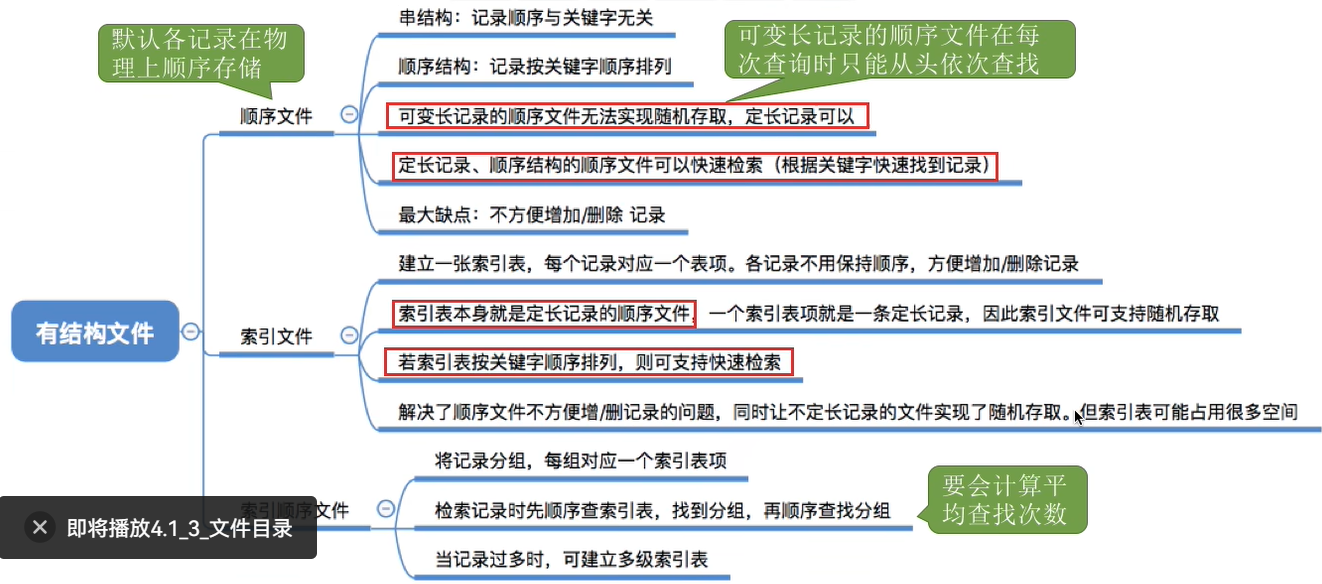 串结构：记录顺序与关键字无关
默认各记录在物
理上顺序存储
可变长记录的顺序文件在每
次查询时只能从头依次查找
顺序结构：记录按关键字顺序排列
顺序文件
可变长记录的顺序文件无法实现随机存取，定长记录可以
定长记录、顺序结构的顺序文件可以快速检索（根据关键字快速找到记录）
最大缺点：不方便增加/删除 记录
建立一张索引表，每个记录对应一个表项。各记录不用保持顺序，方便增加/删除记录
有结构文件
索引文件
索引表本身就是定长记录的顺序文件，一个索引表项就是一条定长记录，因此索引文件可支持随机存取
若索引表按关键字顺序排列，则可支持快速检索
解决了顺序文件不方便增/删记录的问题，同时让不定长记录的文件实现了随机存取。但索引表可能占用很多空间
将记录分组，每组对应一个索引表项
索引顺序文件
检索记录时先顺序查索引表，找到分组，再顺序查找分组
要会计算平
均查找次数
当记录过多时，可建立多级索引表
即将播放4.1_3_文件目录